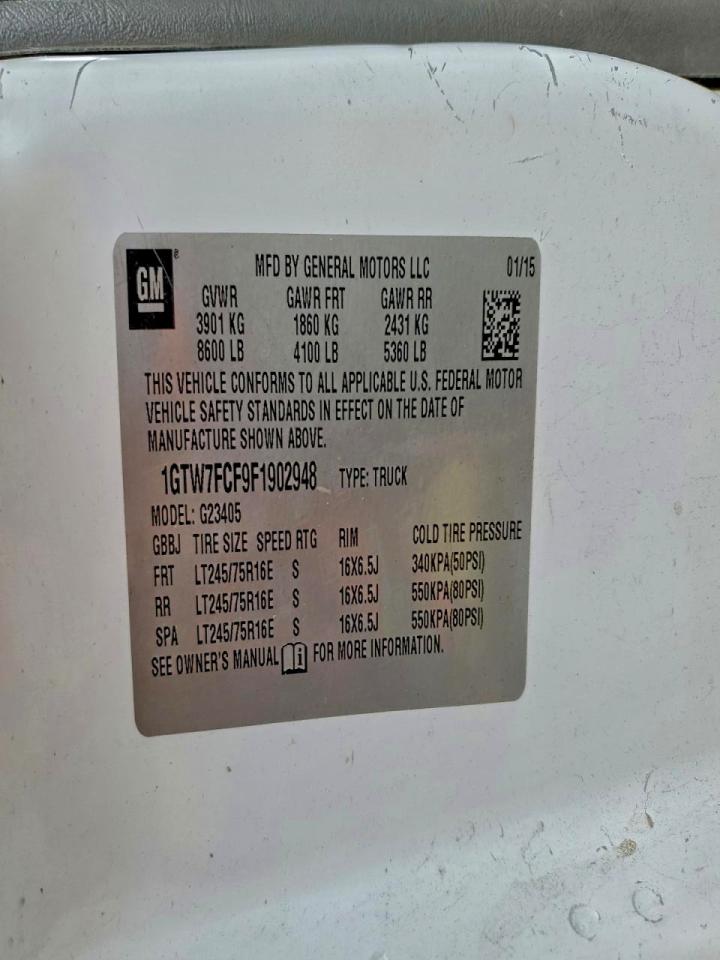 GM ®
MFD BY GENERAL MOTORS LLC 01/15
GVWR GAWR FRT GAWR RR
3901 KG 1860 KG 2431 KG
8600 LB 4100 LB 5360 LB
THIS VEHICLE CONFORMS TO ALL APPLICABLE U.S. FEDERAL MOTOR
VEHICLE SAFETY STANDARDS IN EFFECT ON THE DATE OF
MANUFACTURE SHOWN ABOVE.
1GTW7FCF9F1902948 TYPE: TRUCK
MODEL: G23405
GBBJ TIRE SIZE SPEED RTG RIM COLD TIRE PRESSURE
FRT LT245/75R16E S 16X6.5J 340KPA(50PSI)
RR LT245/75R16E S 16X6.5J 550KPA(80PSI)
SPA LT245/75R16E S 16X6.5J 550KPA(80PSI)
SEE OWNER'S MANUAL i FOR MORE INFORMATION.